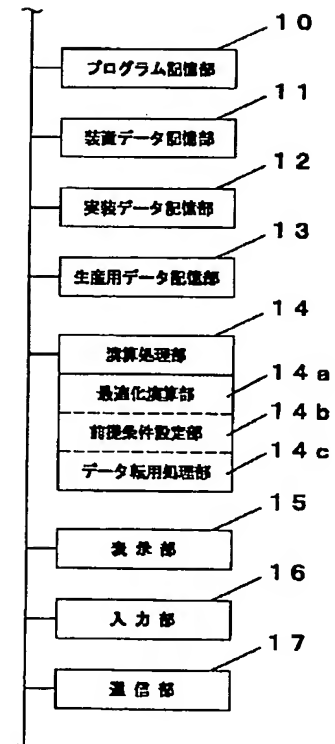 10
プログラム記憶部
11
装置データ記憶部
12
実装データ記憶部
13
生産用データ記憶部
14
演算処理部
14a
最適化演算部
14b
前提条件設定部
14c
データ転用処理部
15
表示部
16
入力部
17
通信部